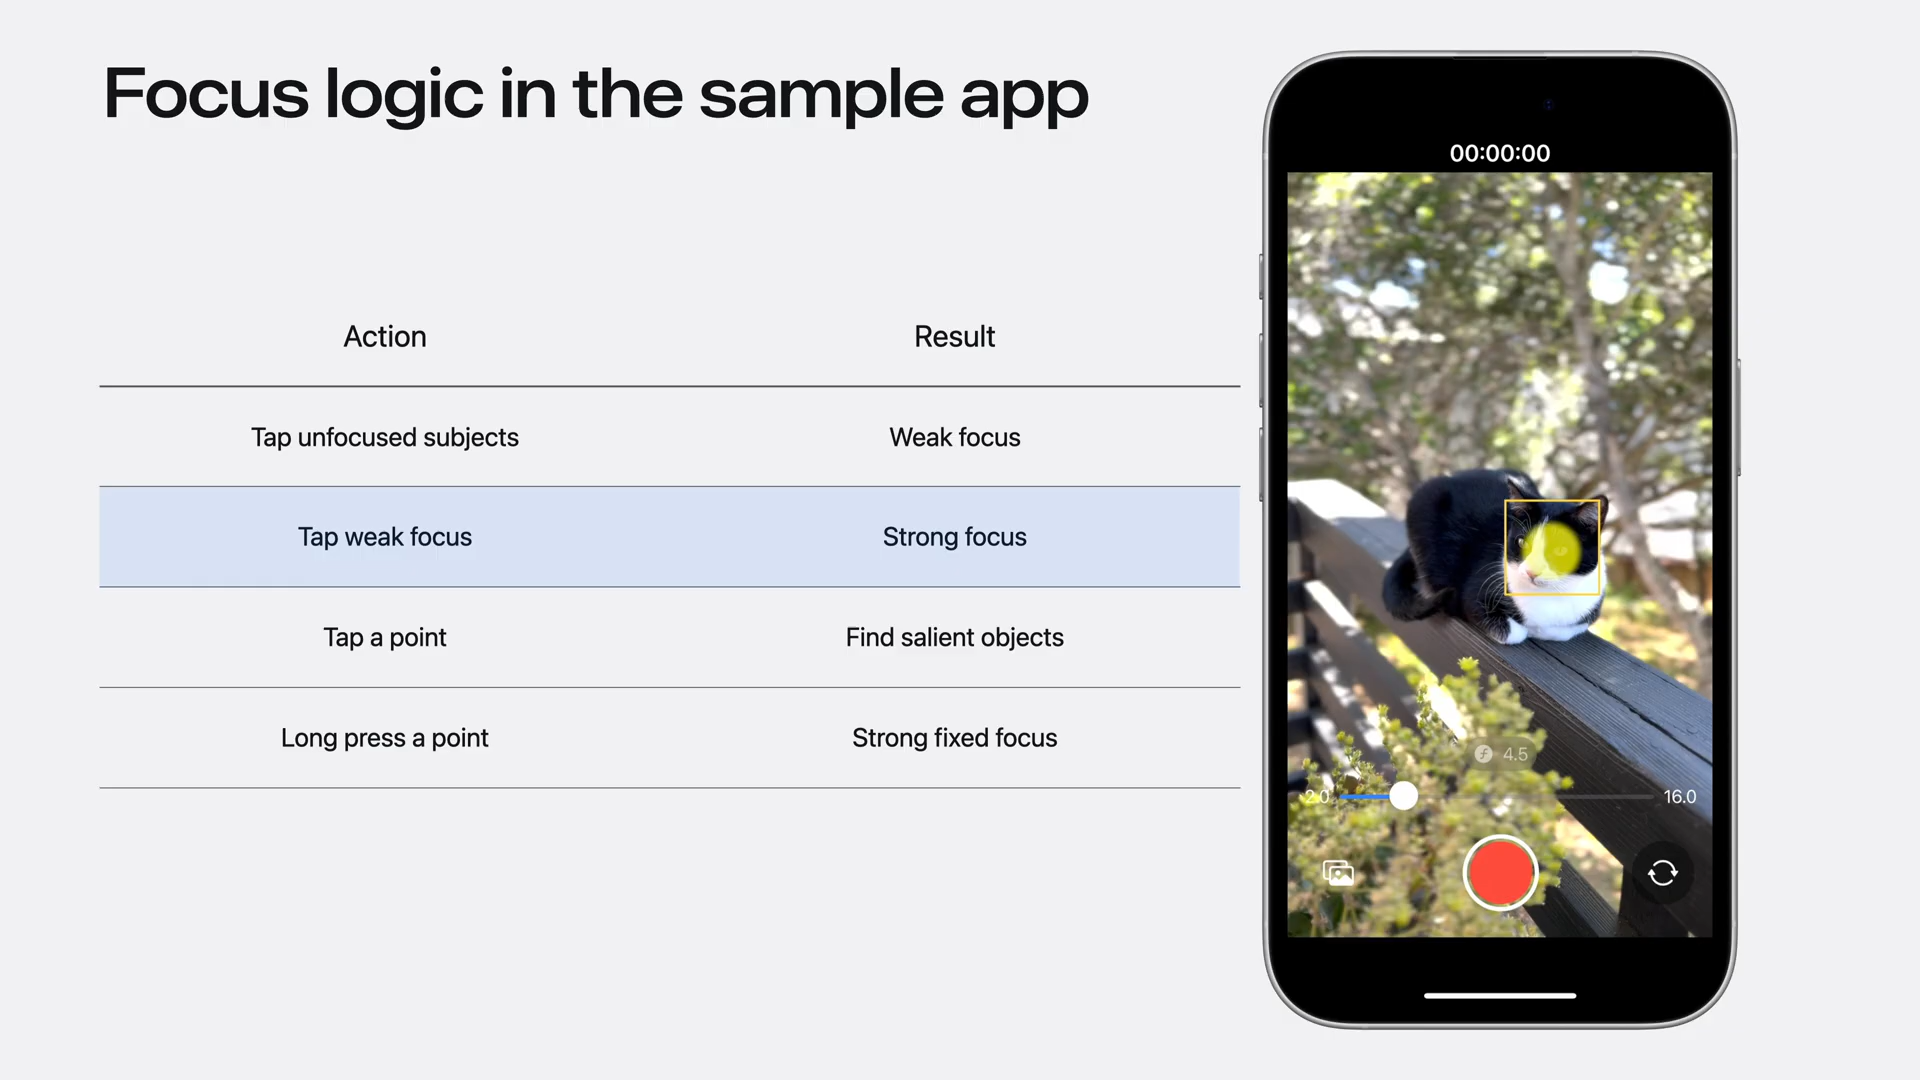 Focus logic in the sample app
Action
Result
Tap unfocused subjects
Weak focus
Tap weak focus
Strong focus
Tap a point
Find salient objects
Long press a point
Strong fixed focus
00:00:00
f 4.5
2.0
16.0